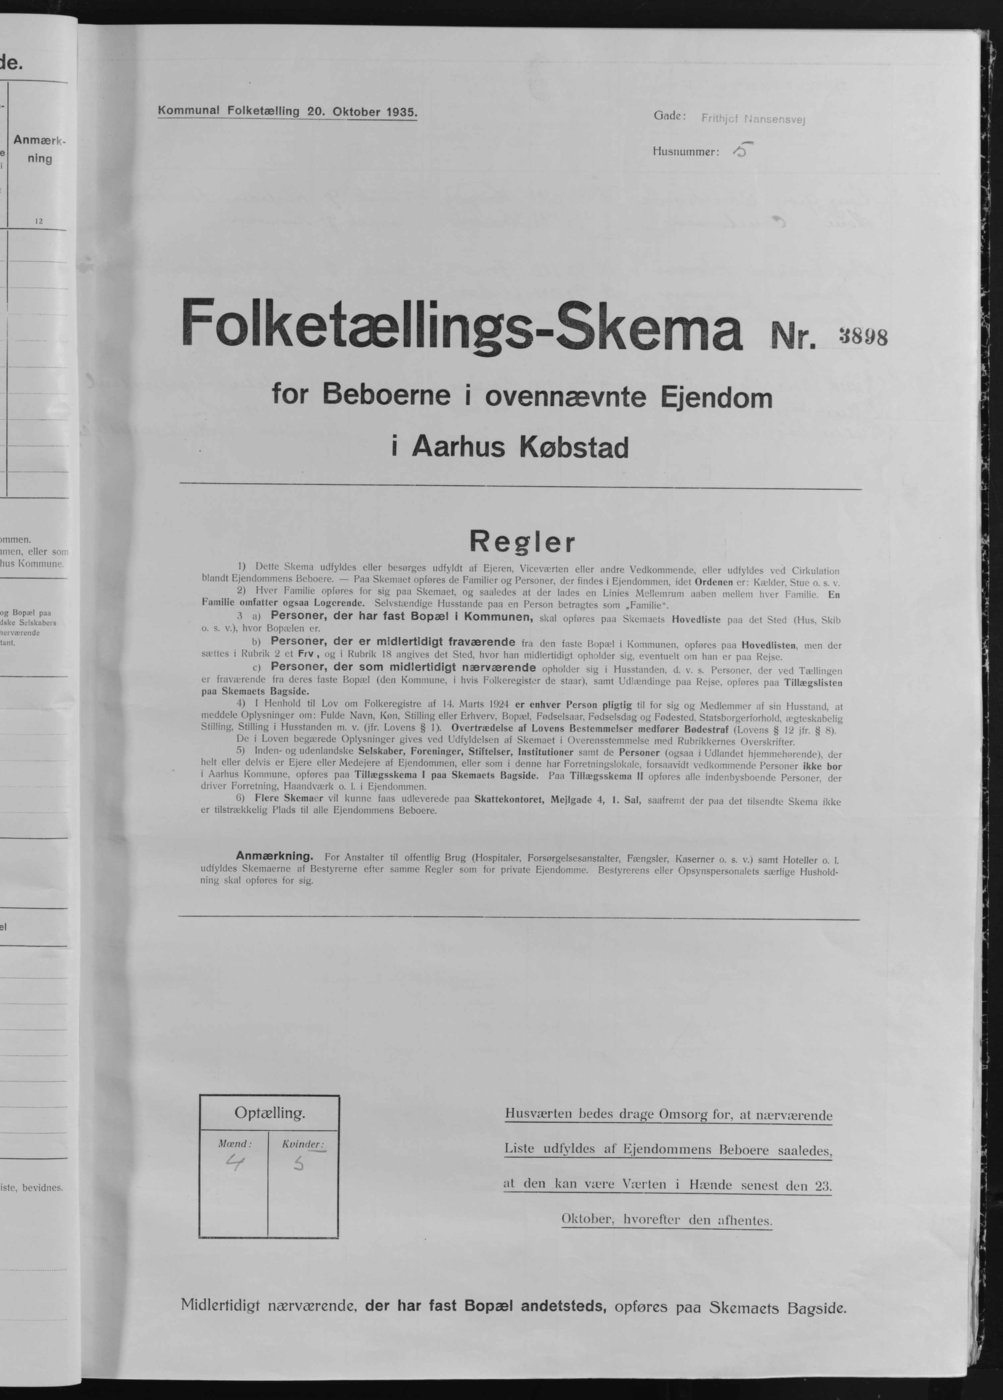 de.
Anmærk-
ning
12
ommen.
mmen, eller som
hus Kommune.
og Bopæl paa
dske Selskabers
nerværende
tant.
el
iste, bevidnes.
Kommunal Folketælling 20. Oktober 1935.
Gade: Frithjof Nansensvej
Husnummer: 5
Folketællings-Skema Nr. 3898
for Beboerne i ovennævnte Ejendom
i Aarhus Købstad
Regler
1) Dette Skema udfyldes eller besørges udfyldt af Ejeren, Viceværten eller andre Vedkommende, eller udfyldes ved Cirkulation
blandt Ejendommens Beboere. — Paa Skemaet opføres de Familier og Personer, der findes i Ejendommen, idet Ordenen er: Kælder, Stue o. s. v.
2) Hver Familie opføres for sig paa Skemaet, og saaledes at der lades en Linies Mellemrum aaben mellem hver Familie. En
Familie omfatter ogsaa Logerende. Selvstændige Husstande paa en Person betragtes som „Familie“.
3 a) Personer, der har fast Bopæl i Kommunen, skal opføres paa Skemaets Hovedliste paa det Sted (Hus, Skib
o. s. v.), hvor Bopælen er.
b) Personer, der er midlertidigt fraværende fra den faste Bopæl i Kommunen, opføres paa Hovedlisten, men der
sættes i Rubrik 2 et Frv., og i Rubrik 18 angives det Sted, hvor han midlertidigt opholder sig, eventuelt om han er paa Rejse.
c) Personer, der som midlertidigt nærværende opholder sig i Husstanden, d. v. s. Personer, der ved Tællingen
er fraværende fra deres faste Bopæl (den Kommune, i hvis Folkeregister de staar), samt Udlændinge paa Rejse, opføres paa Tillægslisten
paa Skemaets Bagside.
4) I Henhold til Lov om Folkeregistre af 14. Marts 1924 er enhver Person pligtig til for sig og Medlemmer af sin Husstand, at
meddele Oplysninger om: Fulde Navn, Køn, Stilling eller Erhverv, Bopæl, Fødselsaar, Fødselsdag og Fødested, Statsborgerforhold, ægteskabelig
Stilling, Stilling i Husstanden m. v. (jfr. Lovens § 1). Overtrædelse af Lovens Bestemmelser medfører Bødestraf (Lovens § 12 jfr. § 8).
De i Loven begærede Oplysninger gives ved Udfyldelsen af Skemaet i Overensstemmelse med Rubrikkernes Overskrifter.
5) Inden- og udenlandske Selskaber, Foreninger, Stiftelser, Institutioner samt de Personer (ogsaa i Udlandet hjemmehørende), der
helt eller delvis er Ejere eller Medejere af Ejendommen, eller som i denne har Forretningslokale, forsaavidt vedkommende Personer ikke bor
i Aarhus Kommune, opføres paa Tillægsskema I paa Skemaets Bagside. Paa Tillægsskema II opføres alle indenbysboende Personer, der
driver Forretning, Haandværk o. l. i Ejendommen.
6) Flere Skemaer vil kunne faas udleverede paa Skattekontoret, Mejlgade 4, 1. Sal, saafremt der paa det tilsendte Skema ikke
er tilstrækkelig Plads til alle Ejendommens Beboere.
Anmærkning. For Anstalter til offentlig Brug (Hospitaler, Forsørgelsesanstalter, Fængsler, Kaserner o. s. v.) samt Hoteller o. l.
udfyldes Skemaerne af Bestyrerne efter samme Regler som for private Ejendomme. Bestyrerens eller Opsynspersonalets særlige Hushold-
ning skal opføres for sig.
Optælling.
Mænd: Kvinder:
4 5
Husværten bedes drage Omsorg for, at nærværende
Liste udfyldes af Ejendommens Beboere saaledes,
at den kan være Værten i Hænde senest den 23.
Oktober, hvorefter den afhentes.
Midlertidigt nærværende, der har fast Bopæl andetsteds, opføres paa Skemaets Bagside.